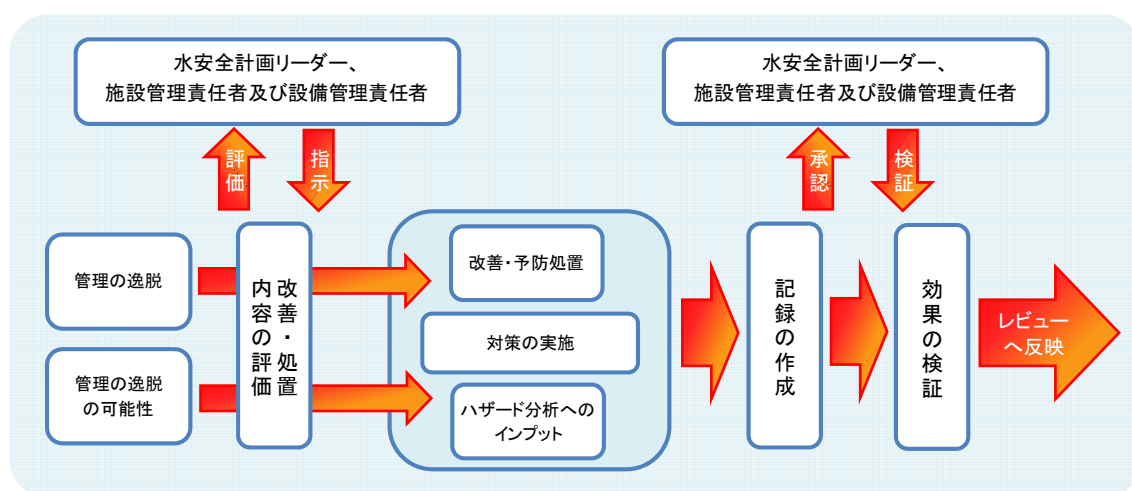 水安全計画リーダー、
施設管理責任者及び設備管理責任者
水安全計画リーダー、
施設管理責任者及び設備管理責任者
評価
指示
承認
検証
管理の逸脱
管理の逸脱
の可能性
改善・処置
内容の評価
改善・予防処置
対策の実施
ハザード分析への
インプット
記録の作成
効果の検証
レビュー
へ反映